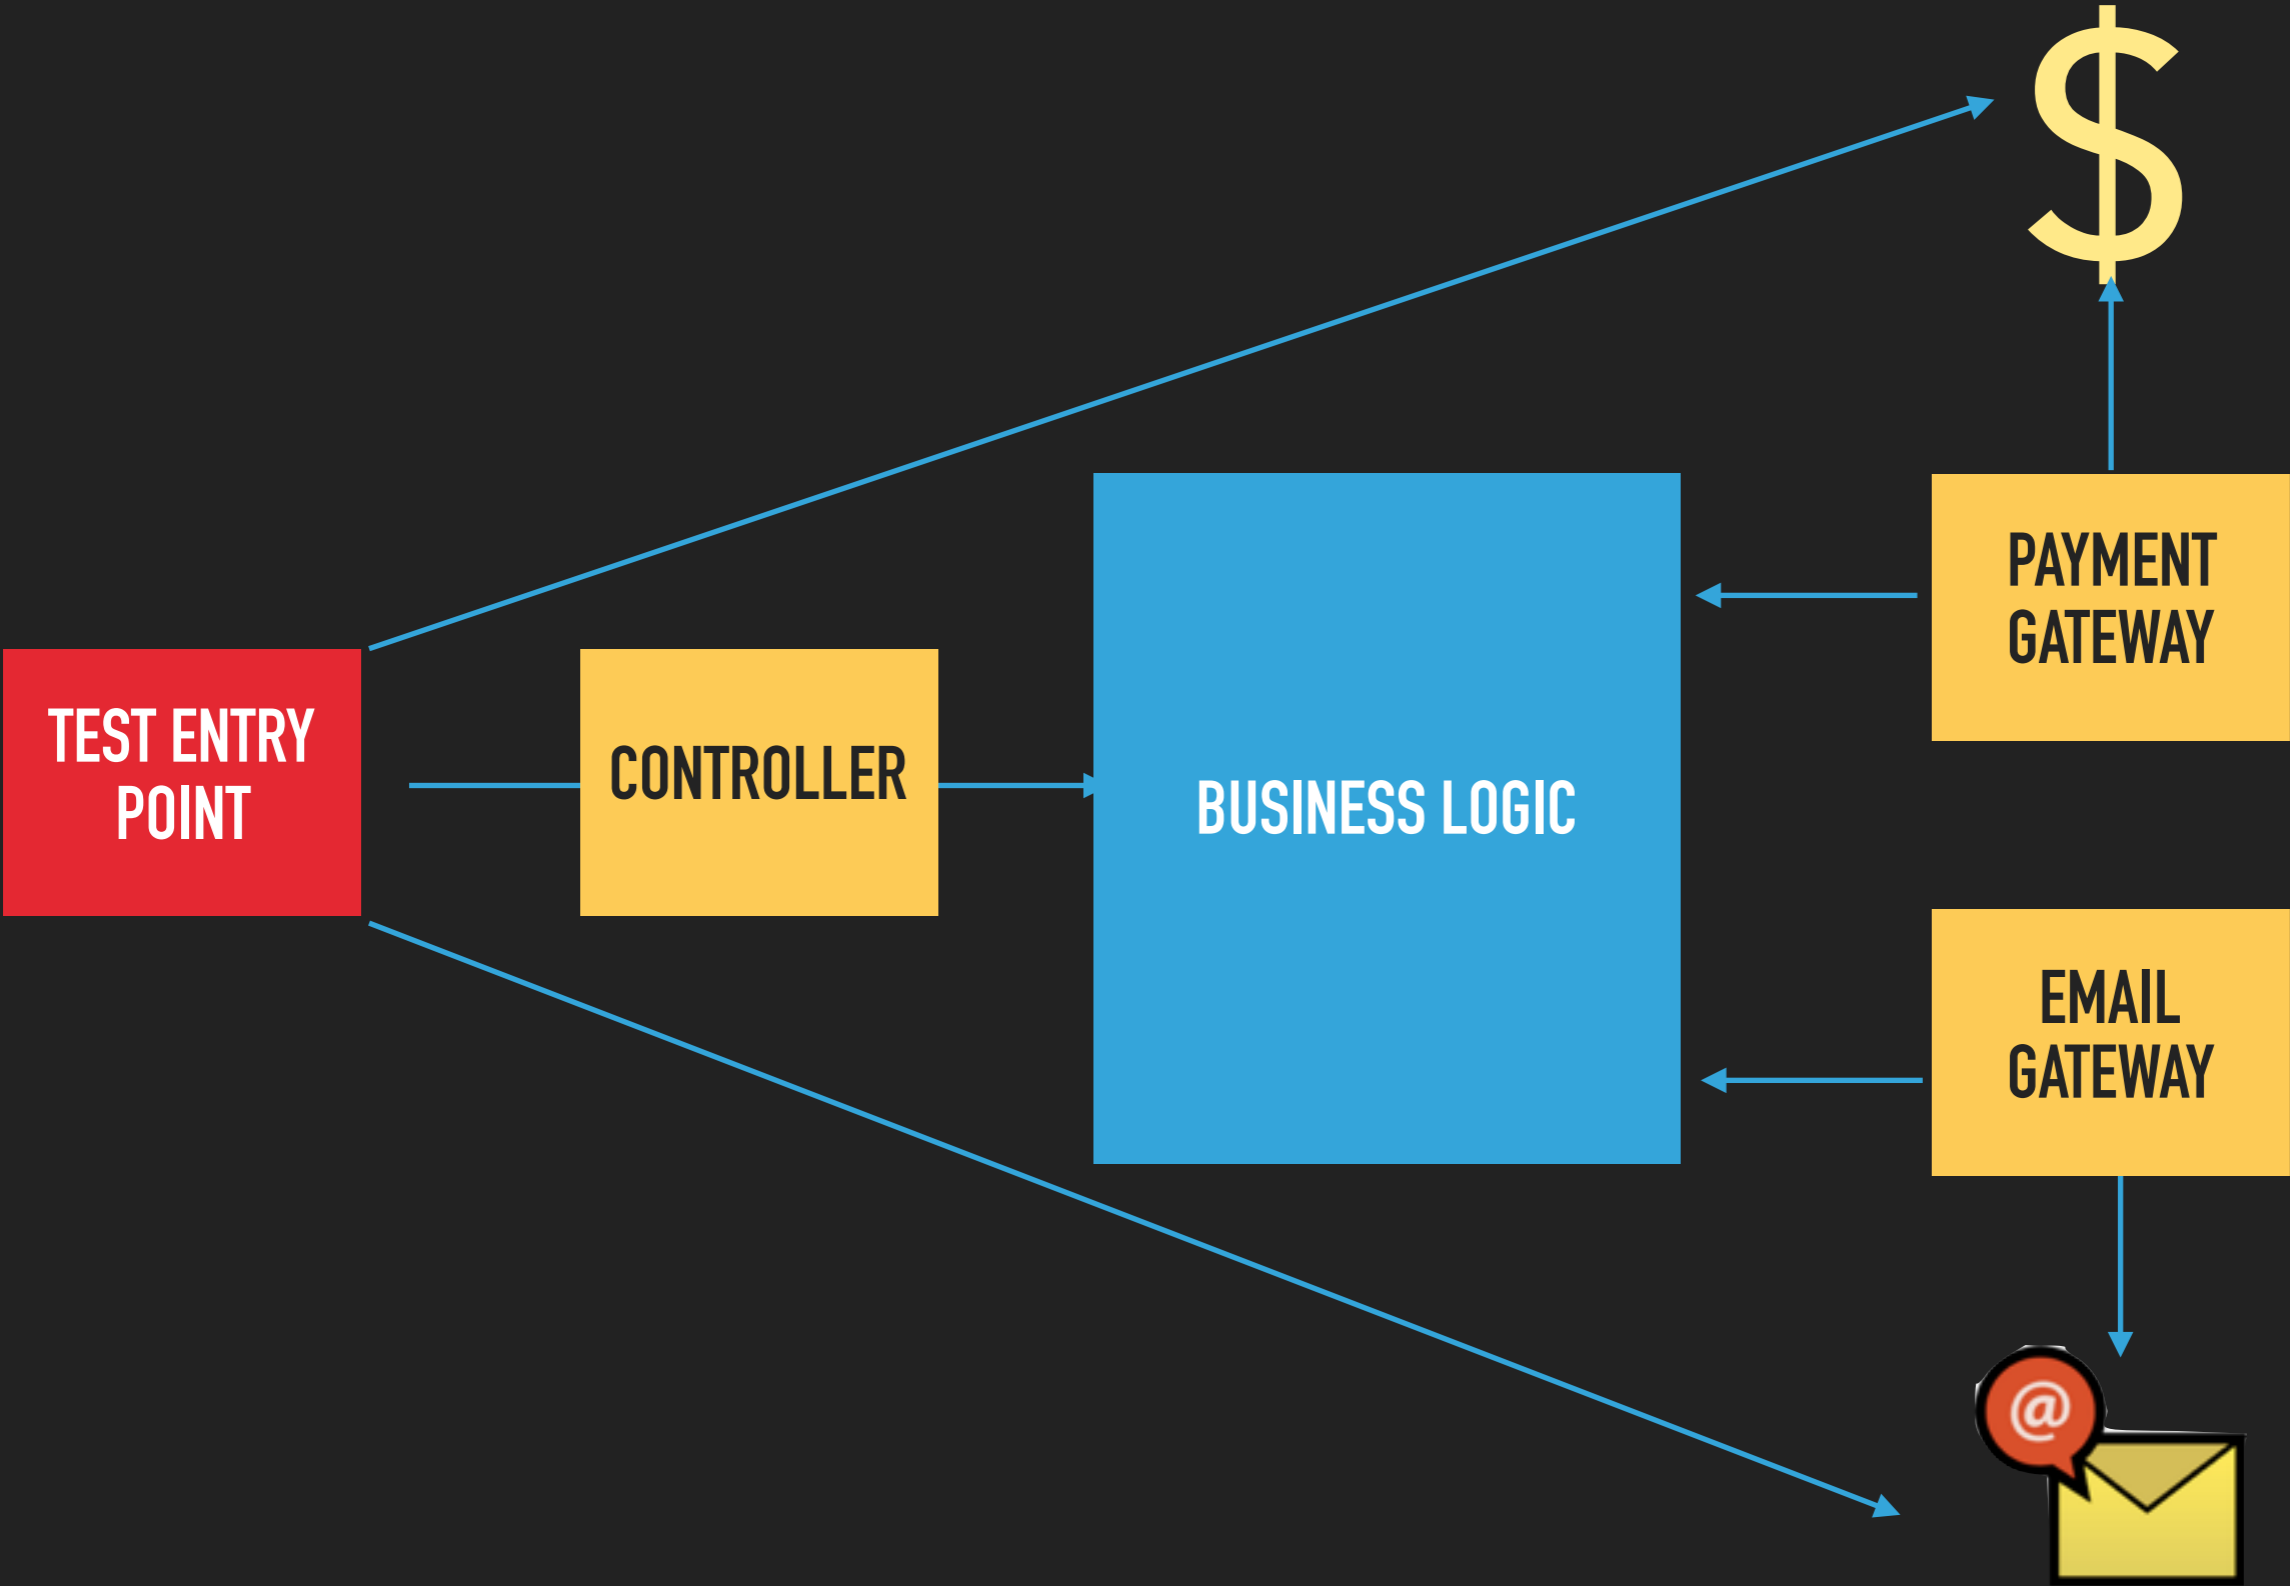 $
PAYMENT
GATEWAY
TEST ENTRY
POINT
CONTROLLER
BUSINESS LOGIC
EMAIL
GATEWAY
@